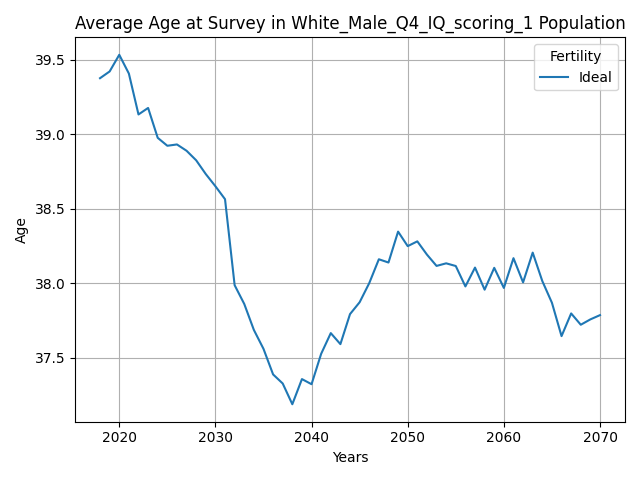 Average Age at Survey in White_Male_Q4_IQ_scoring_1 Population
Fertility
Ideal
39.5
39.0
38.5
38.0
37.5
Age
2020 2030 2040 2050 2060 2070
Years